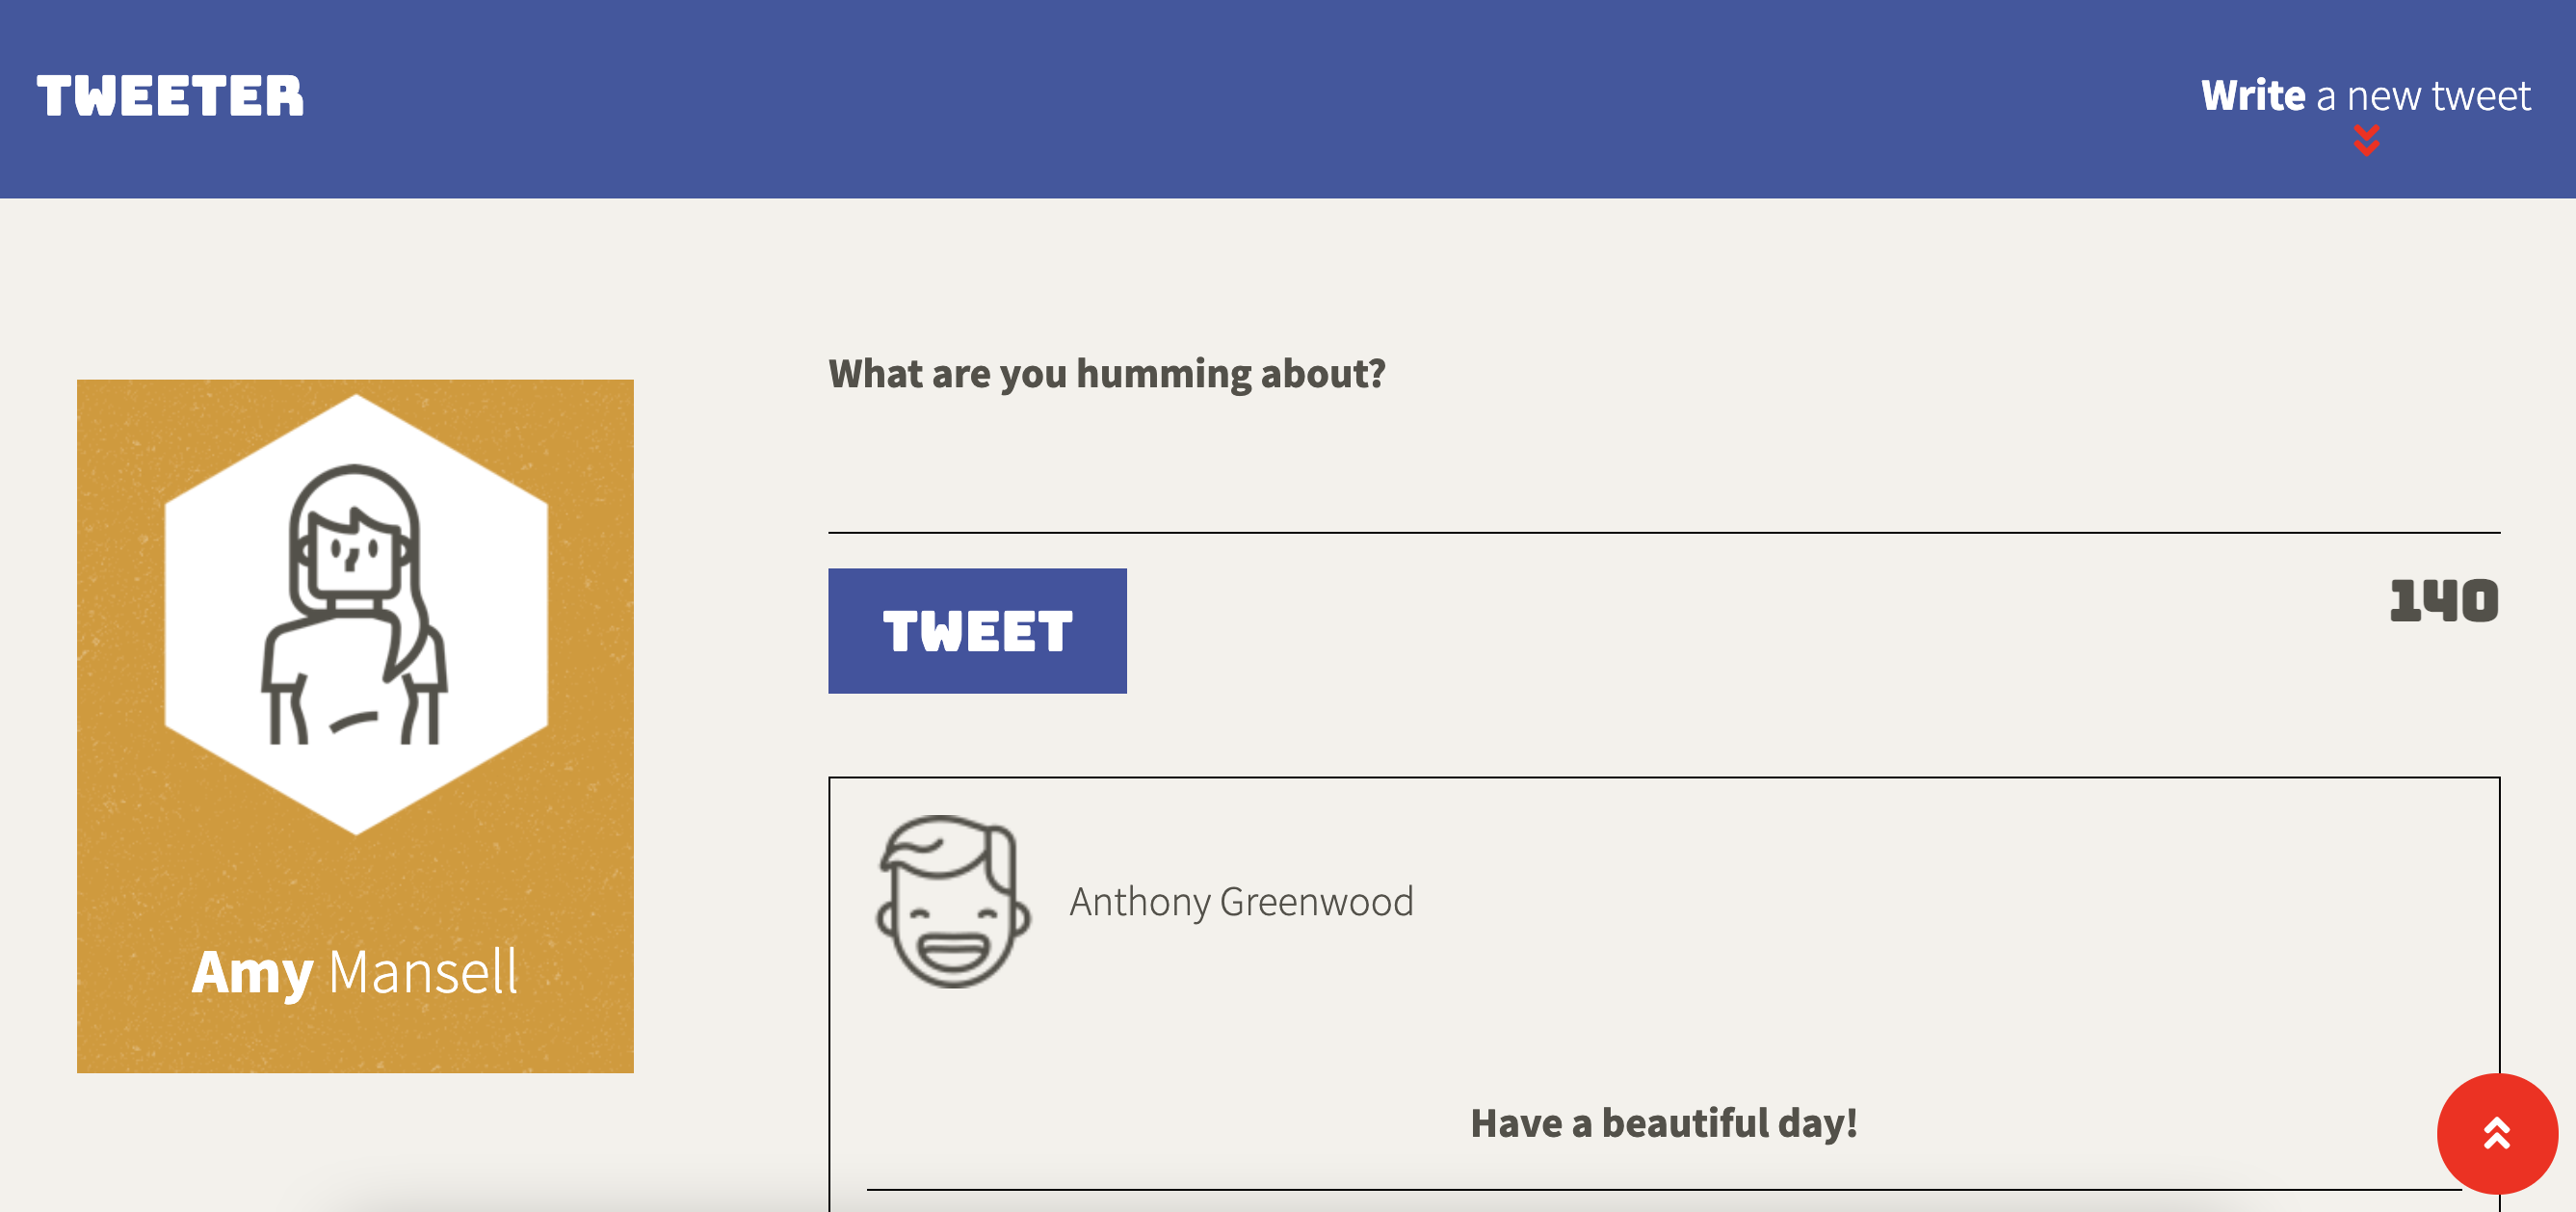 TWEETER
Write a new tweet
Amy Mansell
What are you humming about?
TWEET
140
Anthony Greenwood
Have a beautiful day!